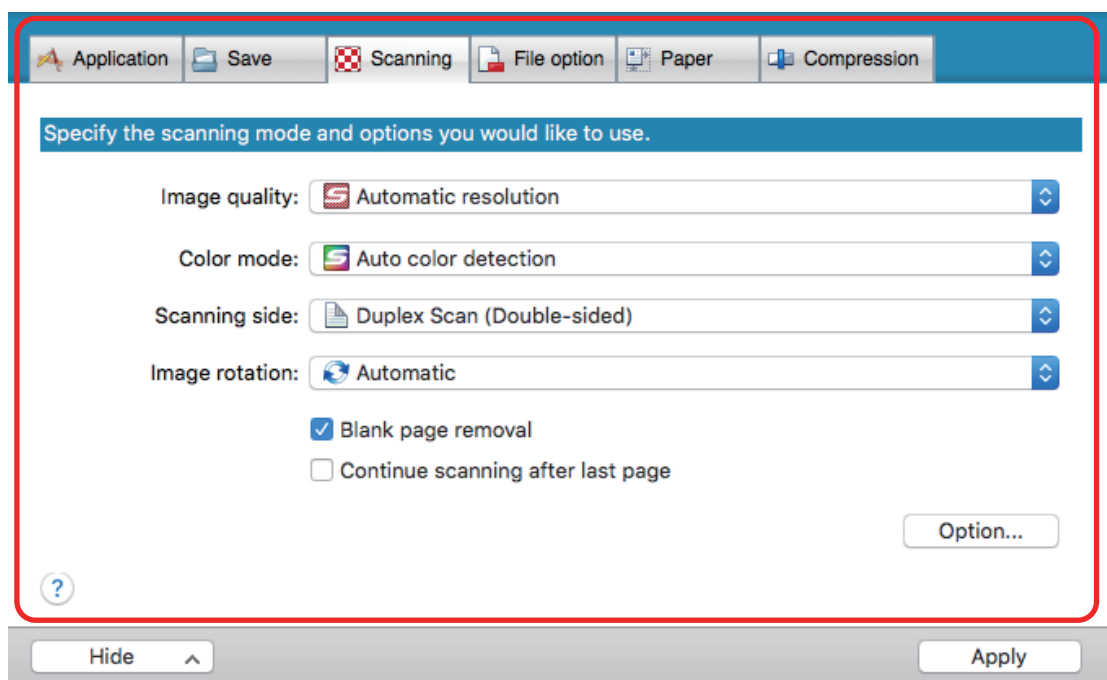 Application Save Scanning File option Paper Compression
Specify the scanning mode and options you would like to use.
Image quality: Automatic resolution
Color mode: Auto color detection
Scanning side: Duplex Scan (Double-sided)
Image rotation: Automatic
Blank page removal
Continue scanning after last page
Option...
?
Hide Apply